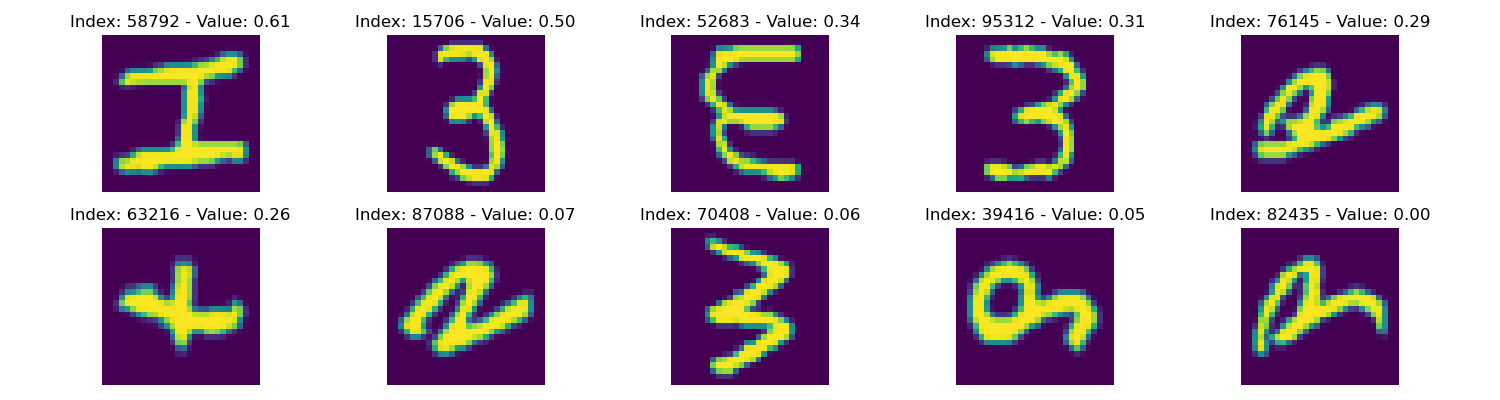 Index: 58792 - Value: 0.61 Index: 15706 - Value: 0.50 Index: 52683 - Value: 0.34 Index: 95312 - Value: 0.31 Index: 76145 - Value: 0.29
I 3 E 3
Index: 63216 - Value: 0.26 Index: 87088 - Value: 0.07 Index: 70408 - Value: 0.06 Index: 39416 - Value: 0.05 Index: 82435 - Value: 0.00